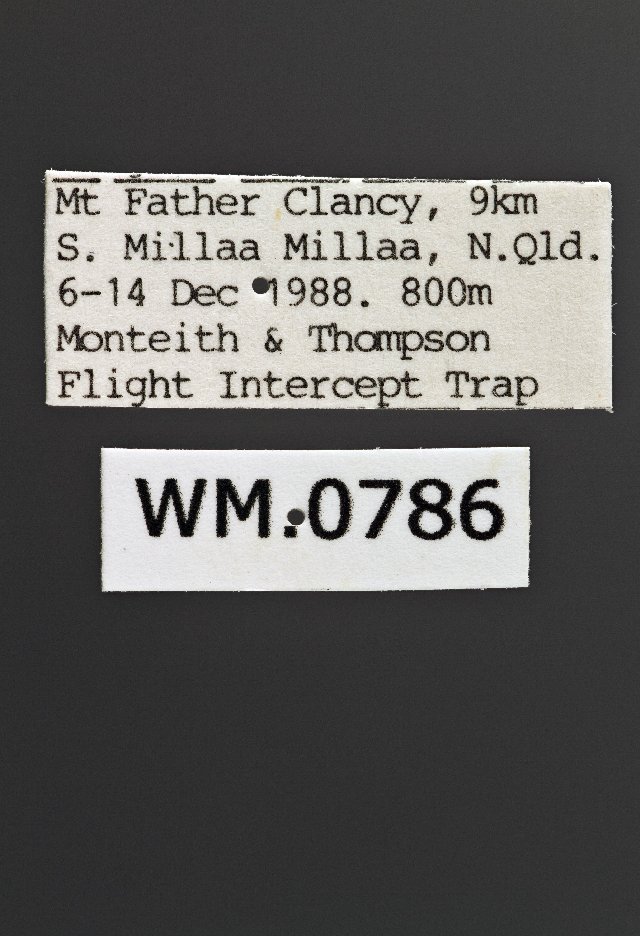 Mt Father Clancy, 9km
S. Millaa Millaa, N.Qld.
6-14 Dec 1988. 800m
Monteith & Thompson
Flight Intercept Trap
WM.0786